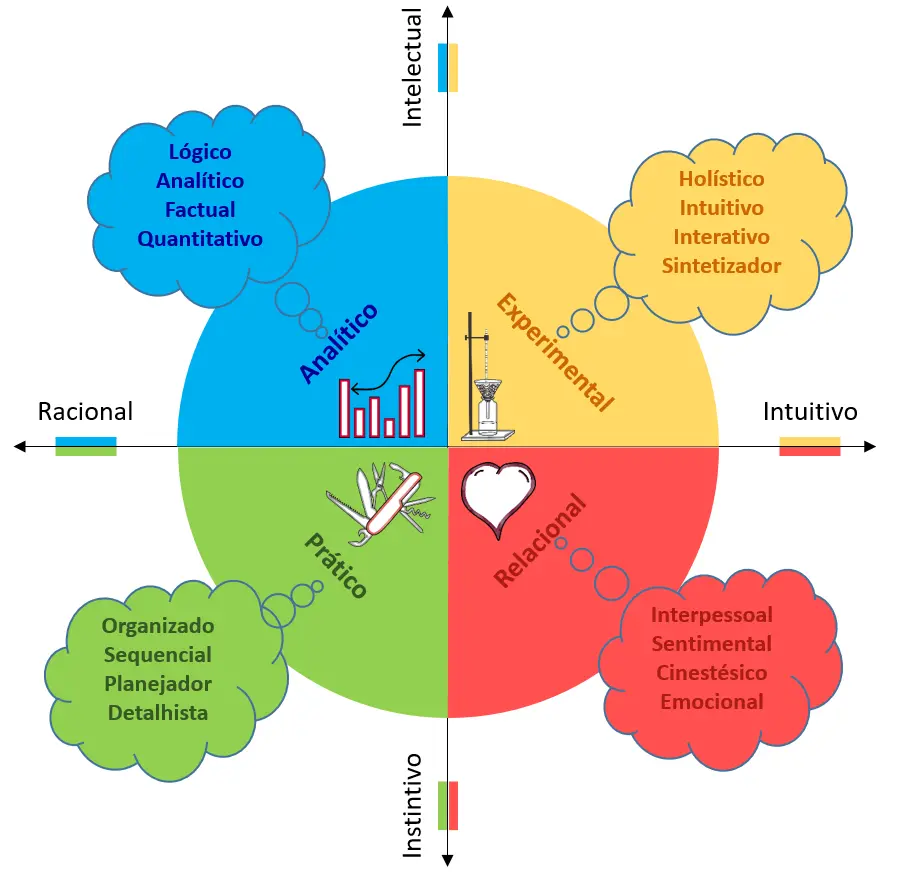 Intelectual
Lógico
Analítico
Factual
Quantitativo
Holístico
Intuitivo
Interativo
Sintetizador
Analítico
Experimental
Racional
Intuitivo
Prático
Relacional
Organizado
Sequencial
Planejador
Detalhista
Interpessoal
Sentimental
Cinestésico
Emocional
Instintivo